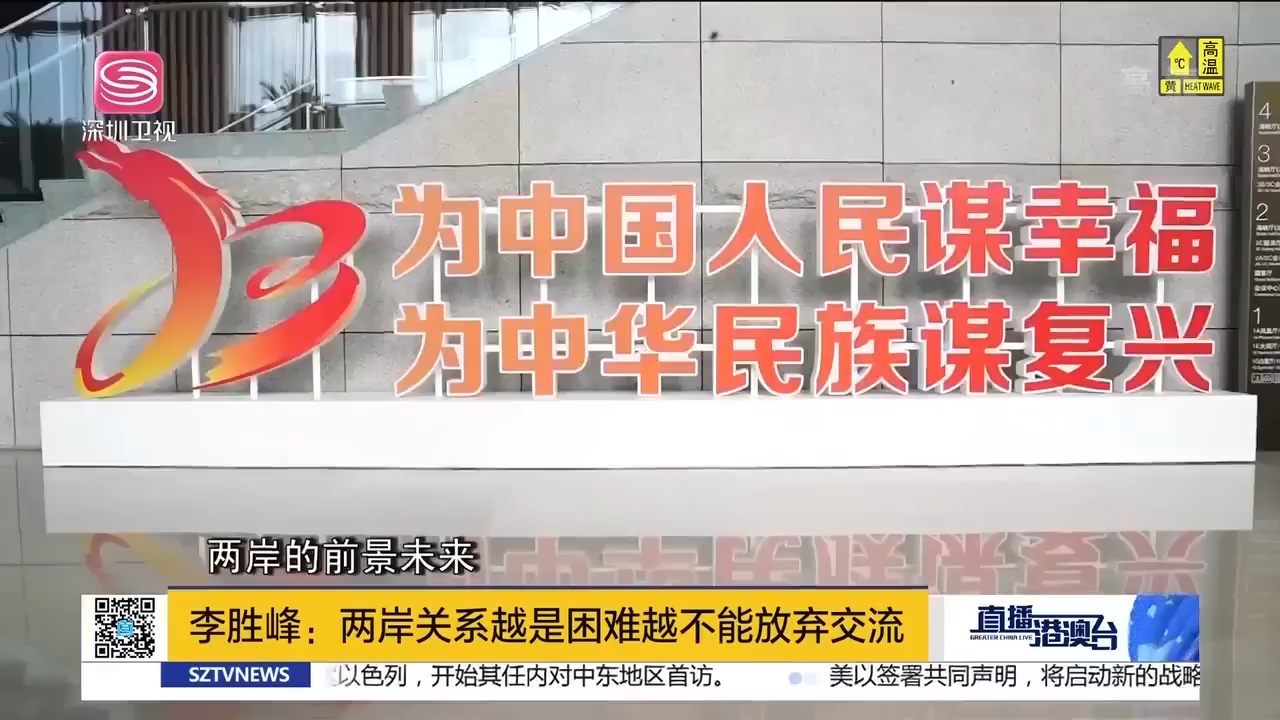 深圳卫视
高温
℃
黄
HEAT WAVE
为中国人民谋幸福
为中华民族谋复兴
4
3
2
1
两岸的前景未来
李胜峰：两岸关系越是困难越不能放弃交流
直播港澳台
GREATER CHINA LIVE
SZTVNEWS
以色列，开始其任内对中东地区首访。
美以签署共同声明，将启动新的战略